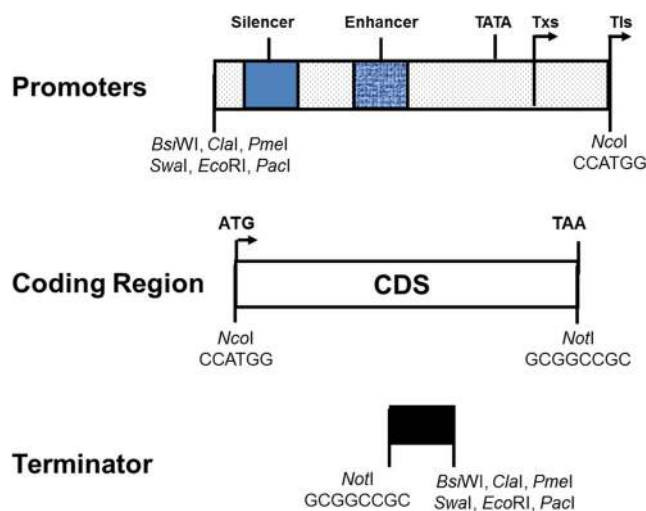 Silencer Enhancer TATA Txs Tls
Promoters
BsiWI, ClaI, PmeI
SwaI, EcoRI, PacI
NcoI
CCATGG
ATG TAA
Coding Region CDS
NcoI
CCATGG
NotI
GCGGCCGC
Terminator
NotI
GCGGCCGC
BsiWI, ClaI, PmeI
SwaI, EcoRI, PacI